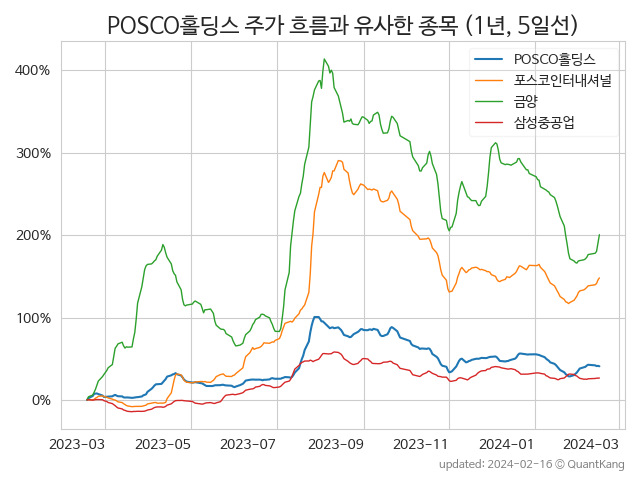 POSCO홀딩스 주가 흐름과 유사한 종목 (1년, 5일선)
POSCO홀딩스
포스코인터내셔널
금양
삼성중공업
400%
300%
200%
100%
0%
2023-03 2023-05 2023-07 2023-09 2023-11 2024-01 2024-03
updated: 2024-02-16 © QuantKang